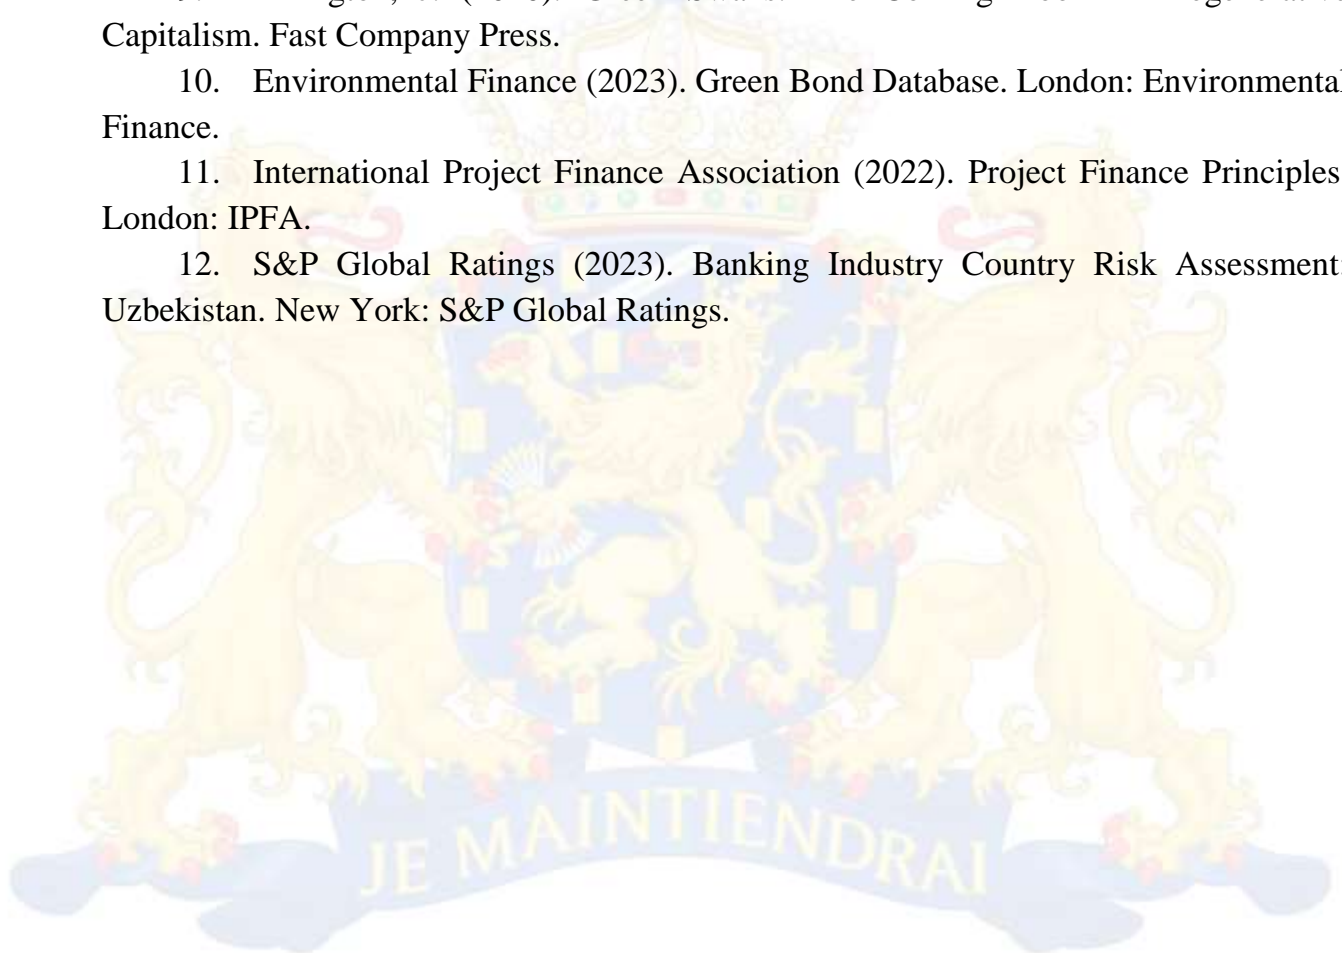 Capitalism. Fast Company Press.
10. Environmental Finance (2023). Green Bond Database. London: Environmental
Finance.
11. International Project Finance Association (2022). Project Finance Principles.
London: IPFA.
12. S&P Global Ratings (2023). Banking Industry Country Risk Assessment:
Uzbekistan. New York: S&P Global Ratings.
JE MAINTIENDRAI